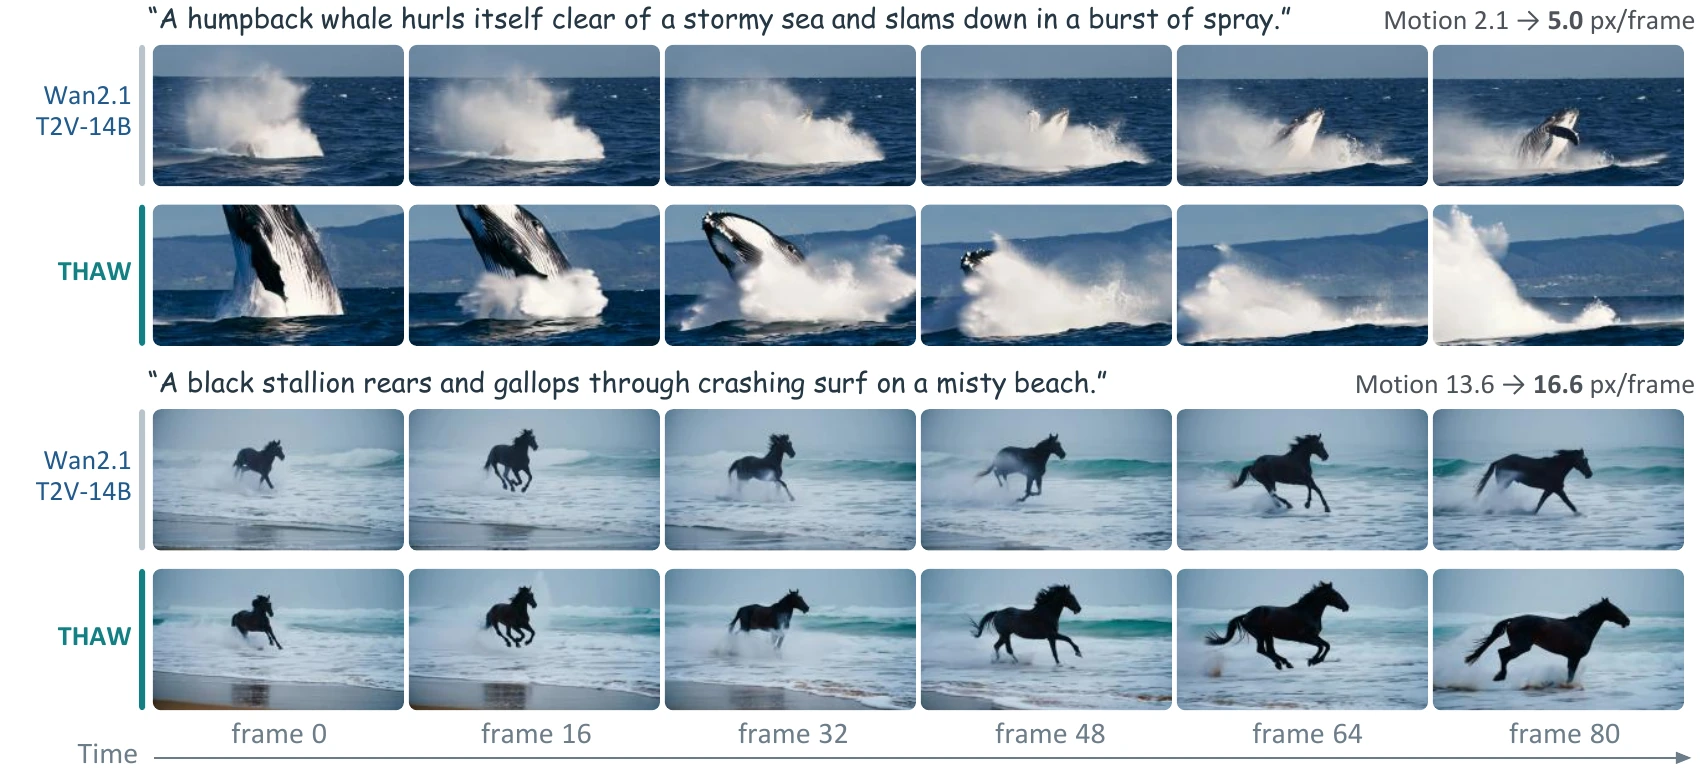 “A humpback whale hurls itself clear of a stormy sea and slams down in a burst of spray.” Motion 2.1 → 5.0 px/frame
Wan2.1
T2V-14B
THAW
“A black stallion rears and gallops through crashing surf on a misty beach.” Motion 13.6 → 16.6 px/frame
Wan2.1
T2V-14B
THAW
frame 0 frame 16 frame 32 frame 48 frame 64 frame 80
Time